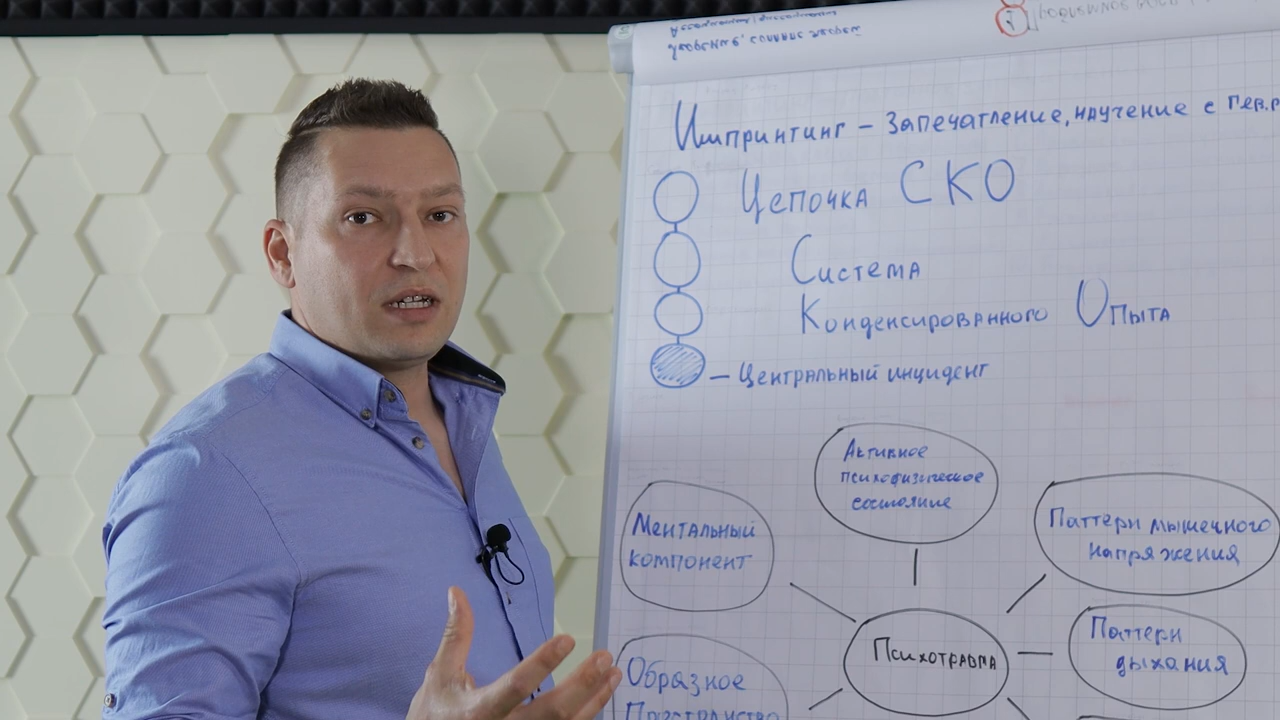 Импринтинг – Запечатление, научение с пер.р
Цепочка СКО
Система
Конденсированного Опыта
– Центральный инцидент
Активное
психофизическое
состояние
Ментальный
компонент
Паттерн мышечного
напряжения
Психотравма
Паттерн
дыхания
Образное
Пространство